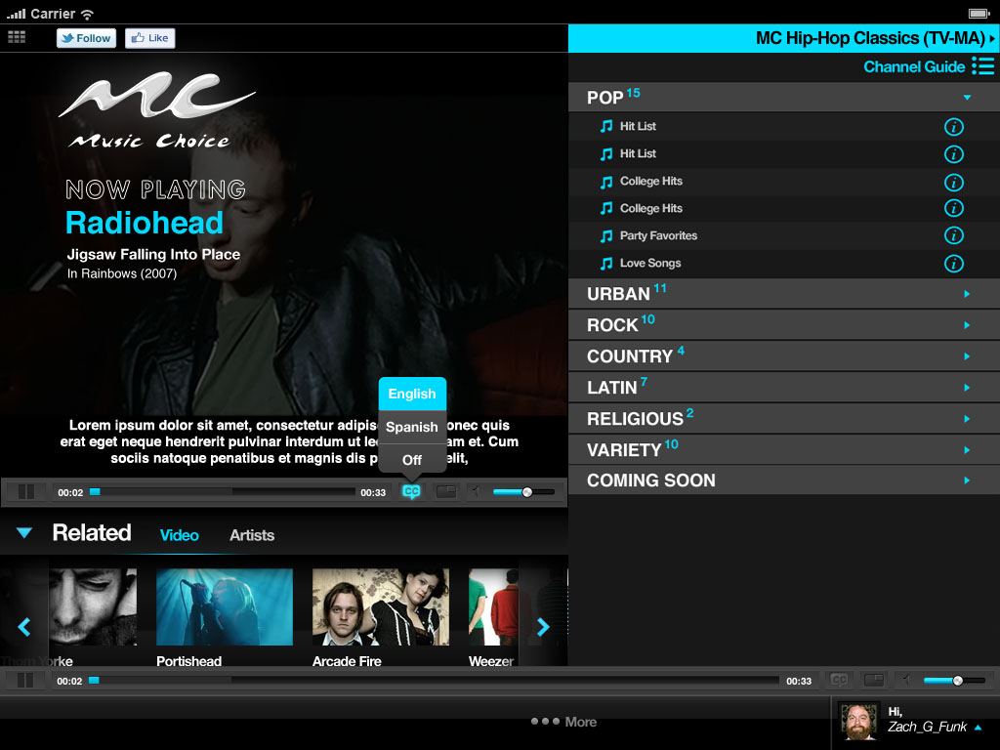 Carrier
Follow
Like
MC Hip-Hop Classics (TV-MA)
Channel Guide
MC
Music Choice
NOW PLAYING
Radiohead
Jigsaw Falling Into Place
In Rainbows (2007)
Lorem ipsum dolor sit amet, consectetur onec quis
erat eget neque hendrerit pulvinar interdum ut am et. Cum
sociis natoque penatibus et magnis dis elit,
English
Spanish
Off
00:02
00:33
CC
Related
Video
Artists
Thom Yorke
Portishead
Arcade Fire
Weezer
POP 15
Hit List
Hit List
College Hits
College Hits
Party Favorites
Love Songs
URBAN 11
ROCK 10
COUNTRY 4
LATIN 7
RELIGIOUS 2
VARIETY 10
COMING SOON
00:02
00:33
CC
More
Hi,
Zach_G_Funk